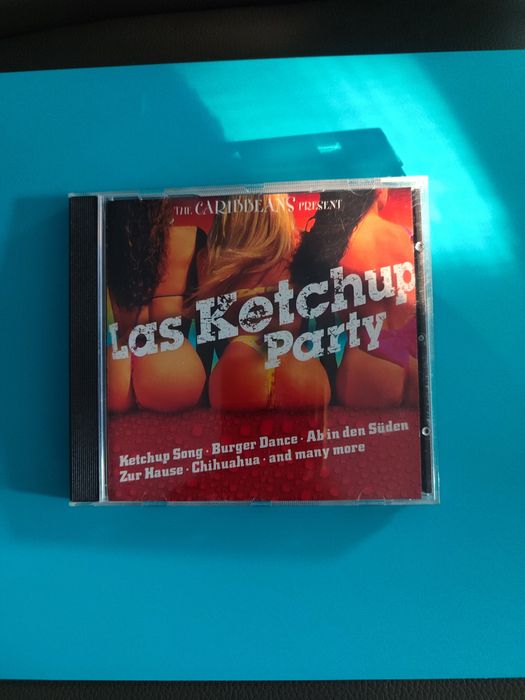 THE CARIBBEANS PRESENT
Las Ketchup
Party
Ketchup Song · Burger Dance · Ab in den Süden
Zur Hause · Chihuahua · and many more